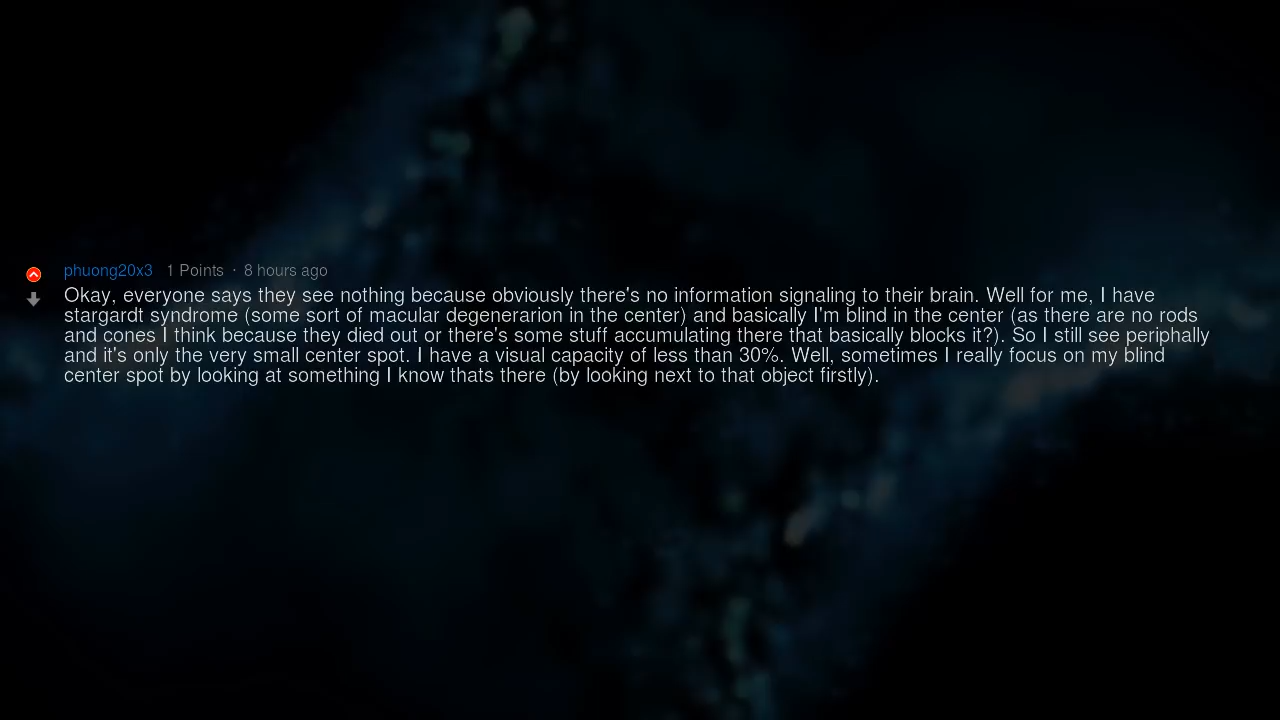 phuong20x3 1 Points · 8 hours ago
Okay, everyone says they see nothing because obviously there's no information signaling to their brain. Well for me, I have
stargardt syndrome (some sort of macular degenerarion in the center) and basically I'm blind in the center (as there are no rods
and cones I think because they died out or there's some stuff accumulating there that basically blocks it?). So I still see periphally
and it's only the very small center spot. I have a visual capacity of less than 30%. Well, sometimes I really focus on my blind
center spot by looking at something I know thats there (by looking next to that object firstly).